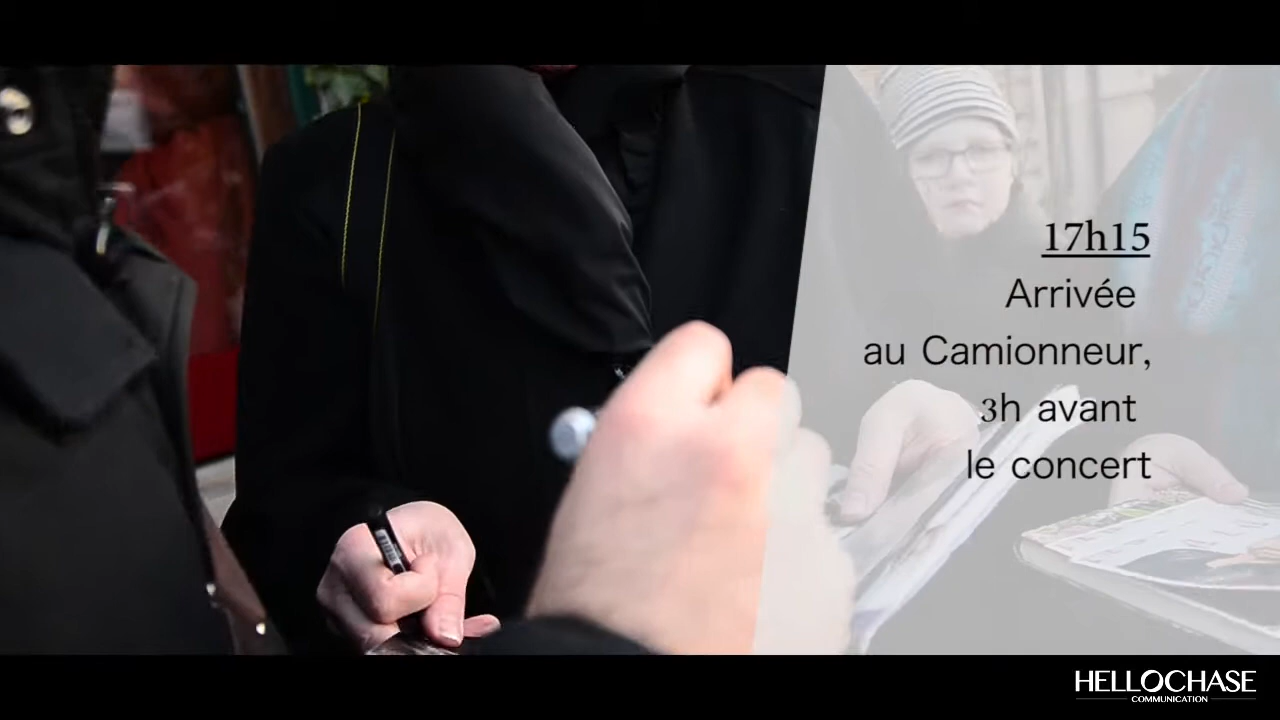 17h15
Arrivée
au Camionneur,
3h avant
le concert
HELLOCHASE
COMMUNICATION